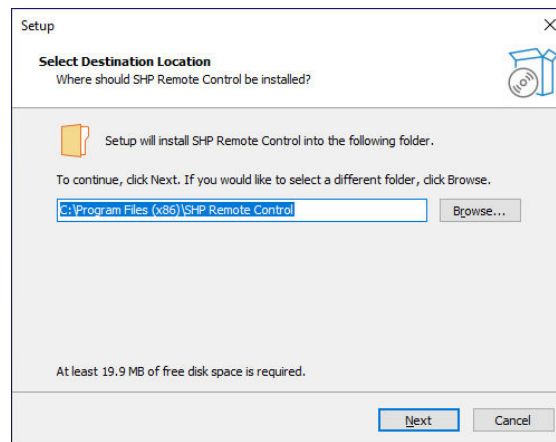 Setup
Select Destination Location
Where should SHP Remote Control be installed?
Setup will install SHP Remote Control into the following folder.
To continue, click Next. If you would like to select a different folder, click Browse.
C:\Program Files (x86)\SHP Remote Control
Browse...
At least 19.9 MB of free disk space is required.
Next
Cancel